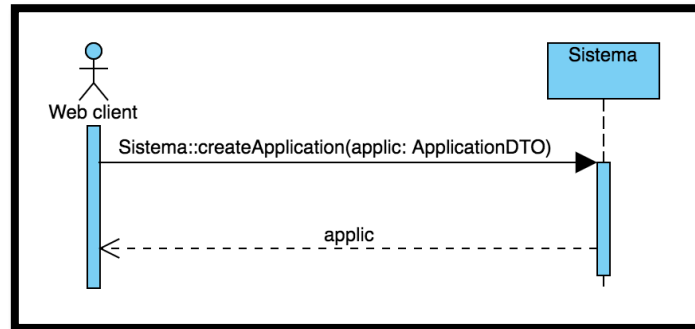 Sistema
Web client
Sistema::createApplication(applic: ApplicationDTO)
applic